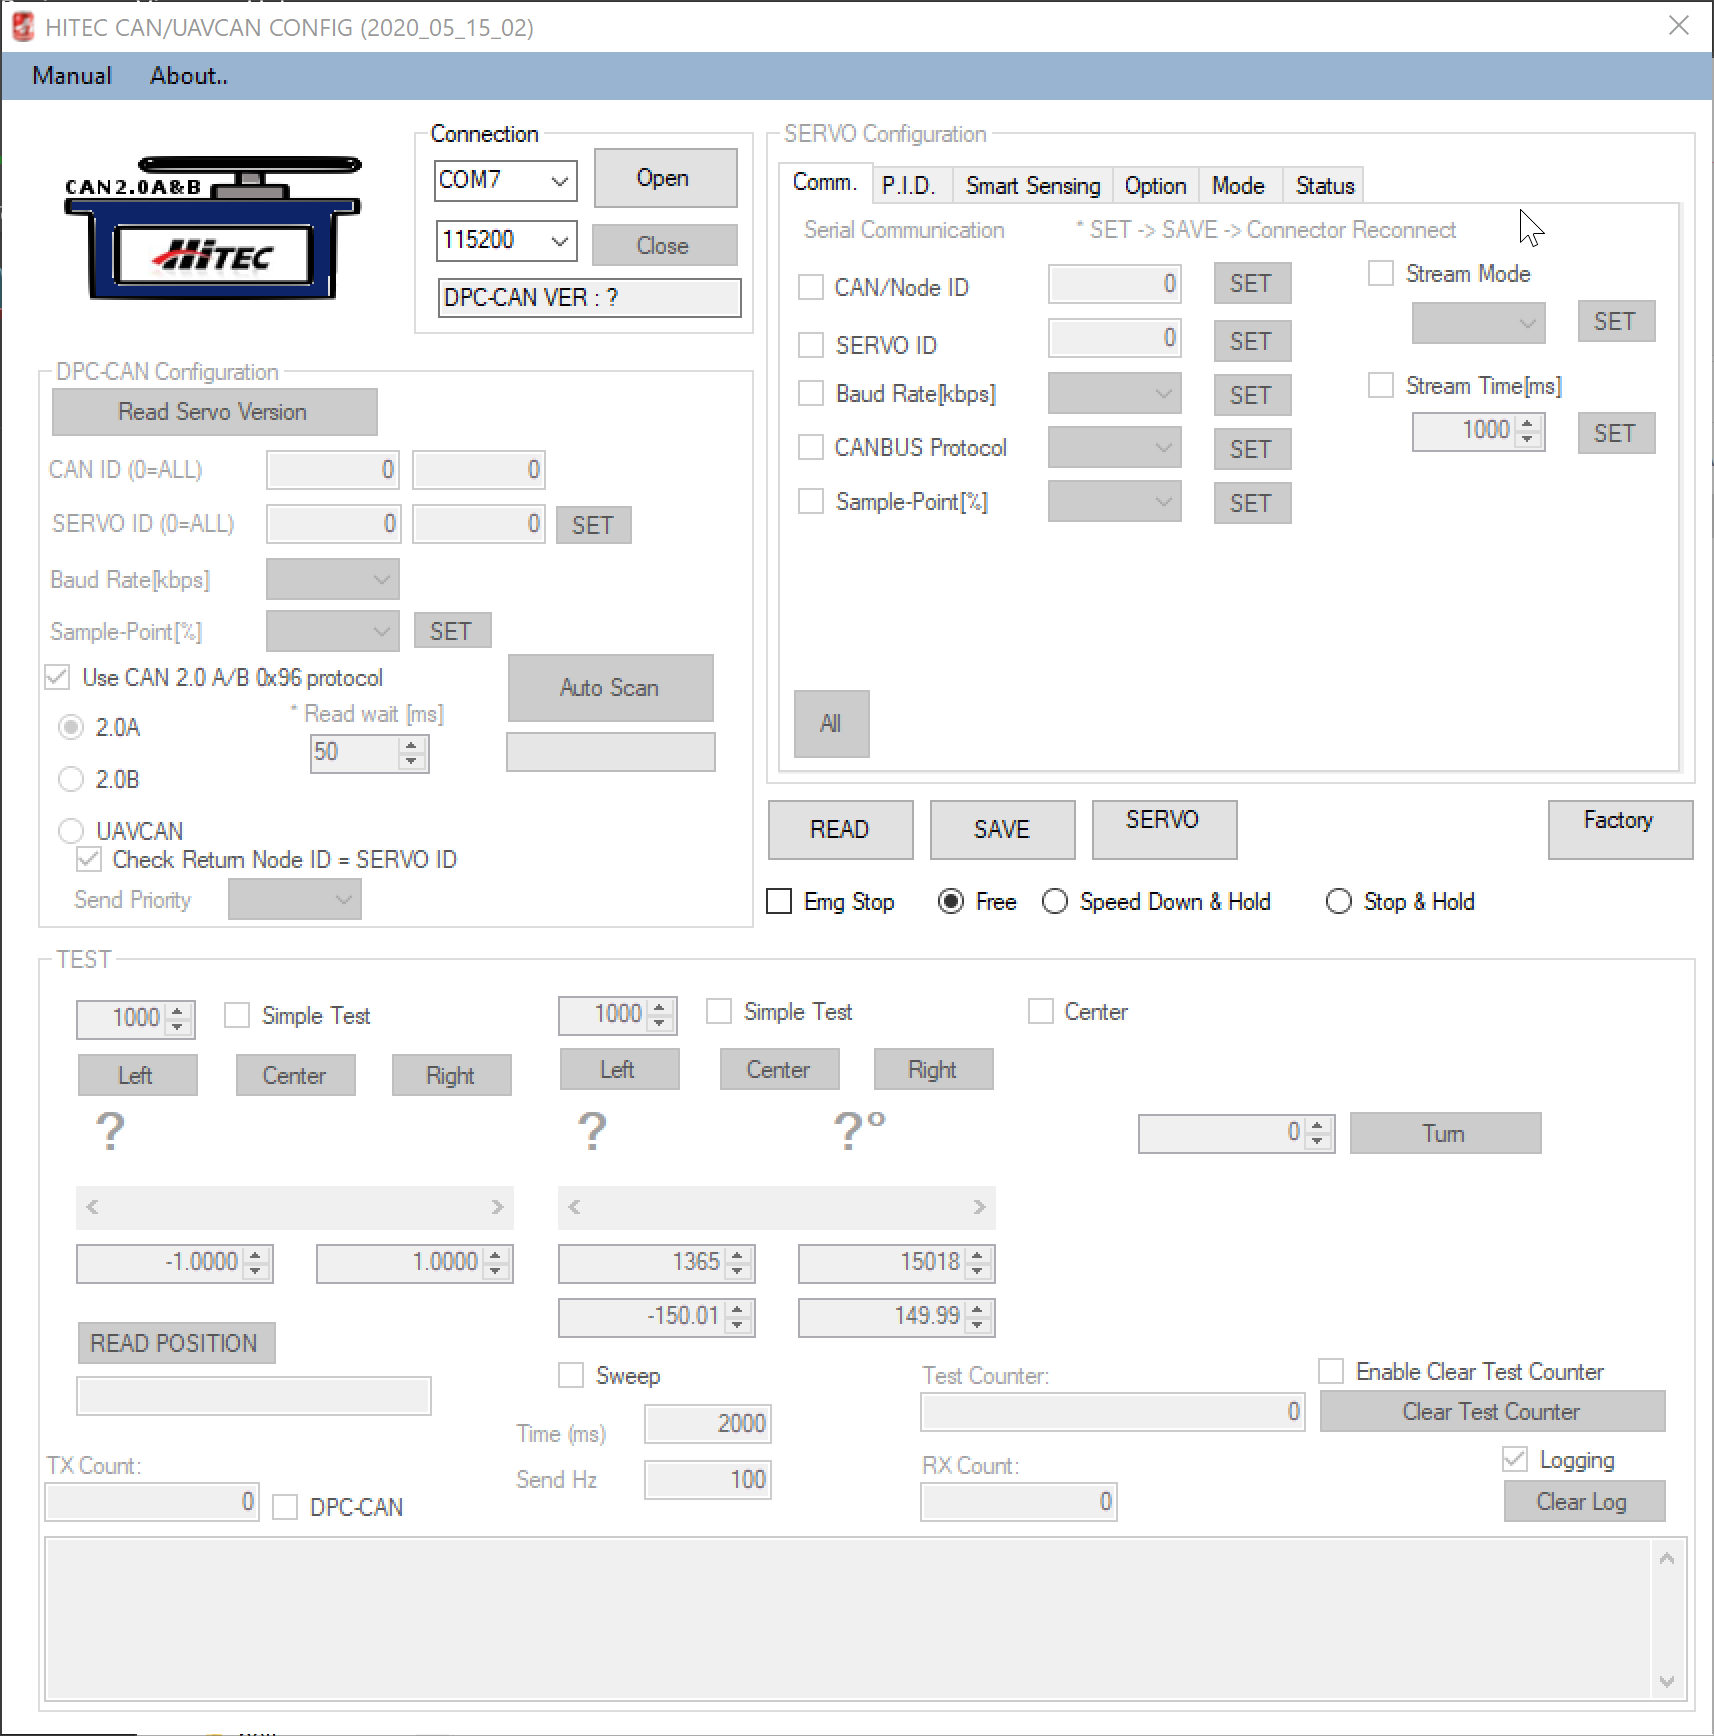 HITEC CAN/UAVCAN CONFIG (2020_05_15_02)
Manual About..
CAN2.0A&B
HiTEC
Connection
COM7 Open
115200 Close
DPC-CAN VER : ?
DPC-CAN Configuration
Read Servo Version
CAN ID (0=ALL) 0 0
SERVO ID (0=ALL) 0 0 SET
Baud Rate[kbps]
Sample-Point[%] SET
Use CAN 2.0 A/B 0x96 protocol
Auto Scan
2.0A * Read wait [ms]
50
2.0B
UAVCAN
Check Return Node ID = SERVO ID
Send Priority
SERVO Configuration
Comm. P.I.D. Smart Sensing Option Mode Status
Serial Communication * SET -> SAVE -> Connector Reconnect
CAN/Node ID 0 SET Stream Mode
SET
SERVO ID 0 SET
Baud Rate[kbps] SET Stream Time[ms]
1000 SET
CANBUS Protocol SET
Sample-Point[%] SET
All
READ SAVE SERVO Factory
Emg Stop Free Speed Down & Hold Stop & Hold
TEST
1000 Simple Test 1000 Simple Test Center
Left Center Right Left Center Right
? ? ?° 0 Turn
< > < >
-1.0000 1.0000 1365 15018
-150.01 149.99
READ POSITION
Sweep Test Counter: Enable Clear Test Counter
0 Clear Test Counter
Time (ms) 2000
TX Count: Send Hz 100 RX Count: Logging
0 DPC-CAN 0 Clear Log